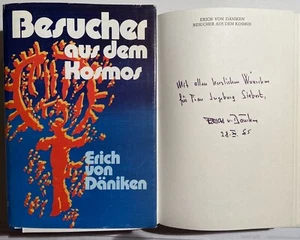 Besucher
aus dem
Kosmos
Erich
von
Däniken
ERICH VON DÄNIKEN
BESUCHER AUS DEM KOSMOS
Mit allen herzlichen Wünschen
für Frau Ingeborg Siebert,
Erich v. Däniken